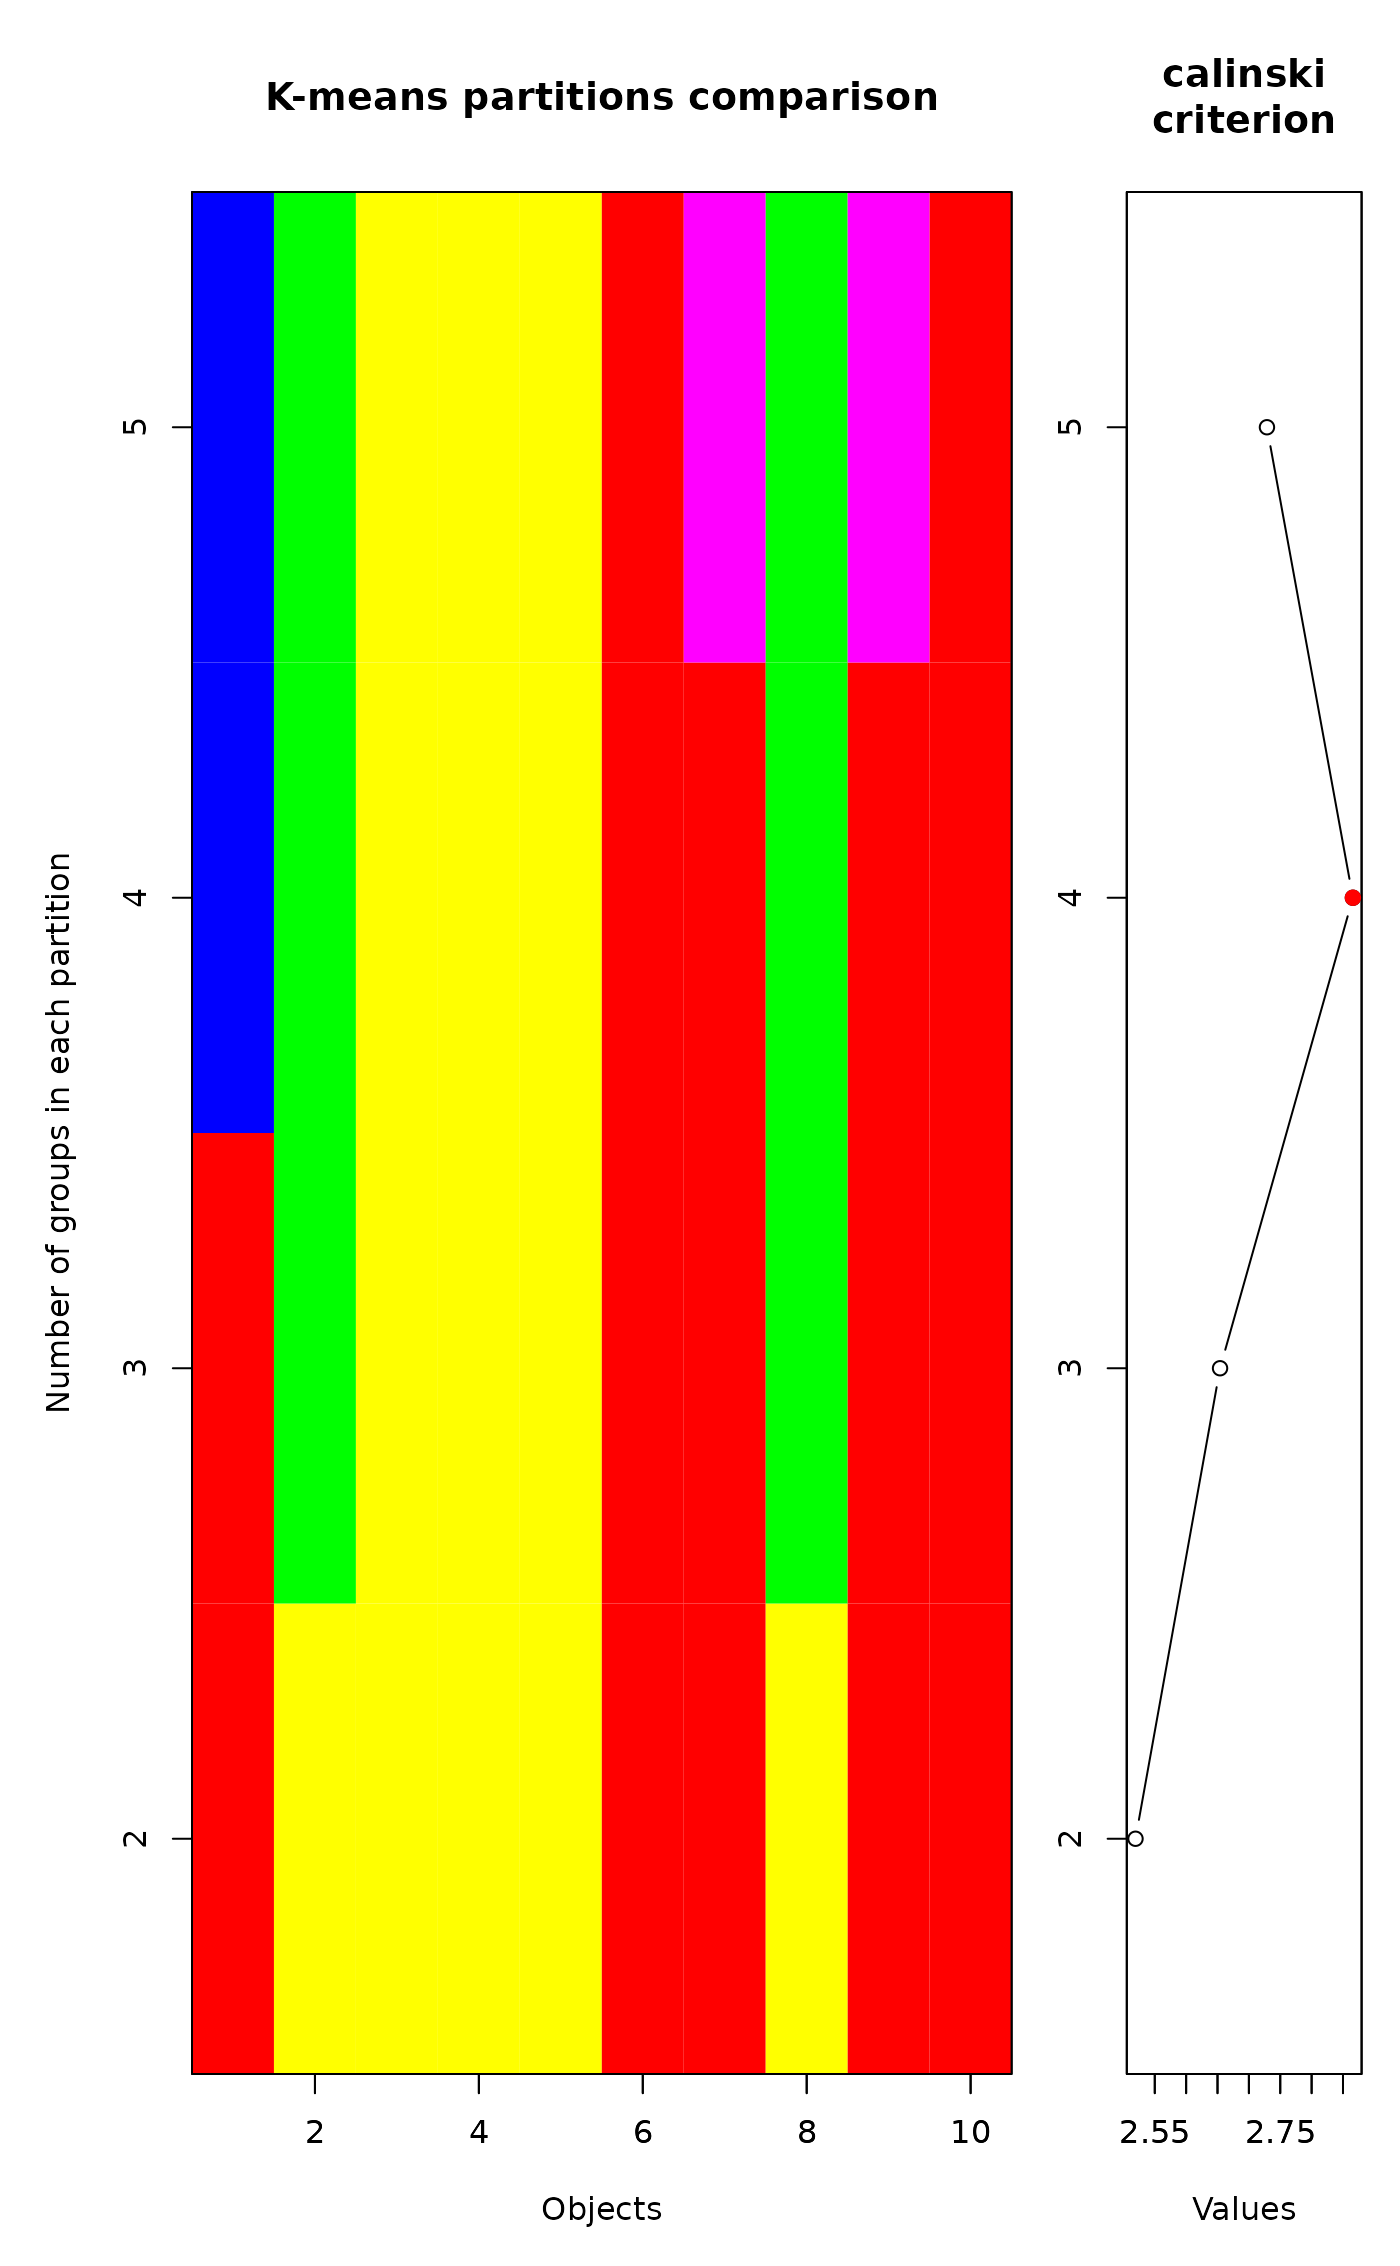 K-means partitions comparison
calinski
criterion
Number of groups in each partition
5
4
3
2
2 4 6 8 10
Objects
5
4
3
2
2.55 2.75
Values